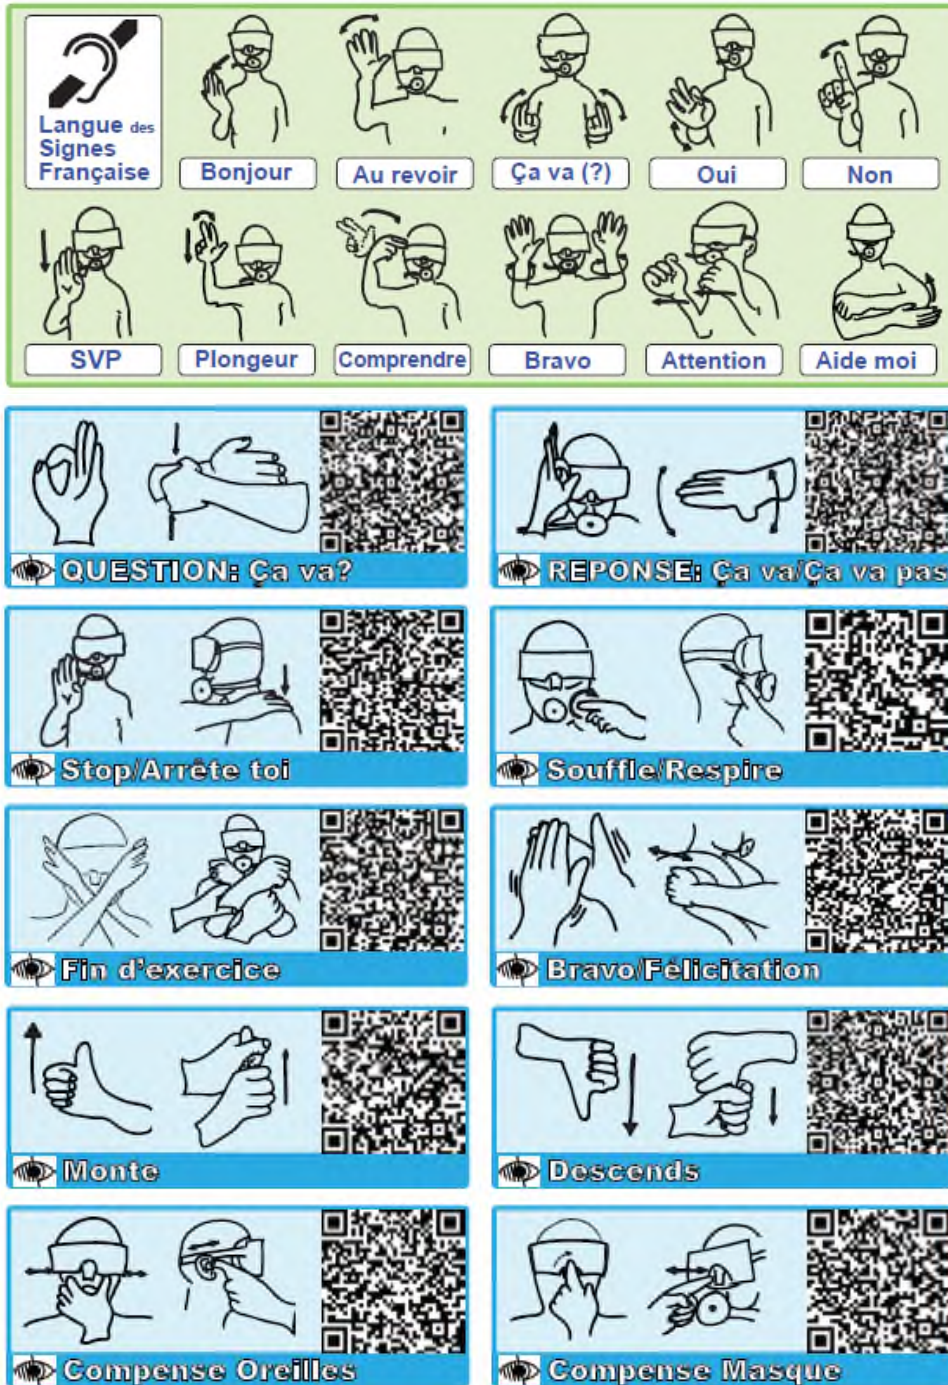 Langue des
Signes
Française
Bonjour
Au revoir
Ça va (?)
Oui
Non
SVP
Plongeur
Comprendre
Bravo
Attention
Aide moi
QUESTION: Ça va?
REPONSE: Ça va/Ça va pas
Stop/Arrête toi
Souffle/Respire
Fin d'exercice
Bravo/Félicitation
Monte
Descends
Compense Oreilles
Compense Masque